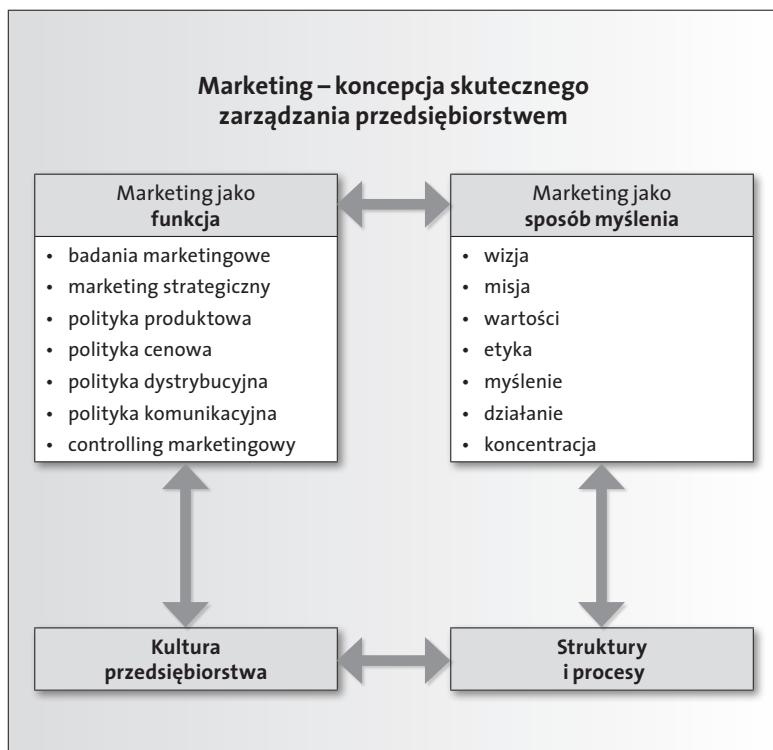 Marketing – koncepcja skutecznego
zarządzania przedsiębiorstwem
Marketing jako
funkcja
• badania marketingowe
• marketing strategiczny
• polityka produktowa
• polityka cenowa
• polityka dystrybucyjna
• polityka komunikacyjna
• controlling marketingowy
Marketing jako
sposób myślenia
• wizja
• misja
• wartości
• etyka
• myślenie
• działanie
• koncentracja
Kultura
przedsiębiorstwa
Struktury
i procesy